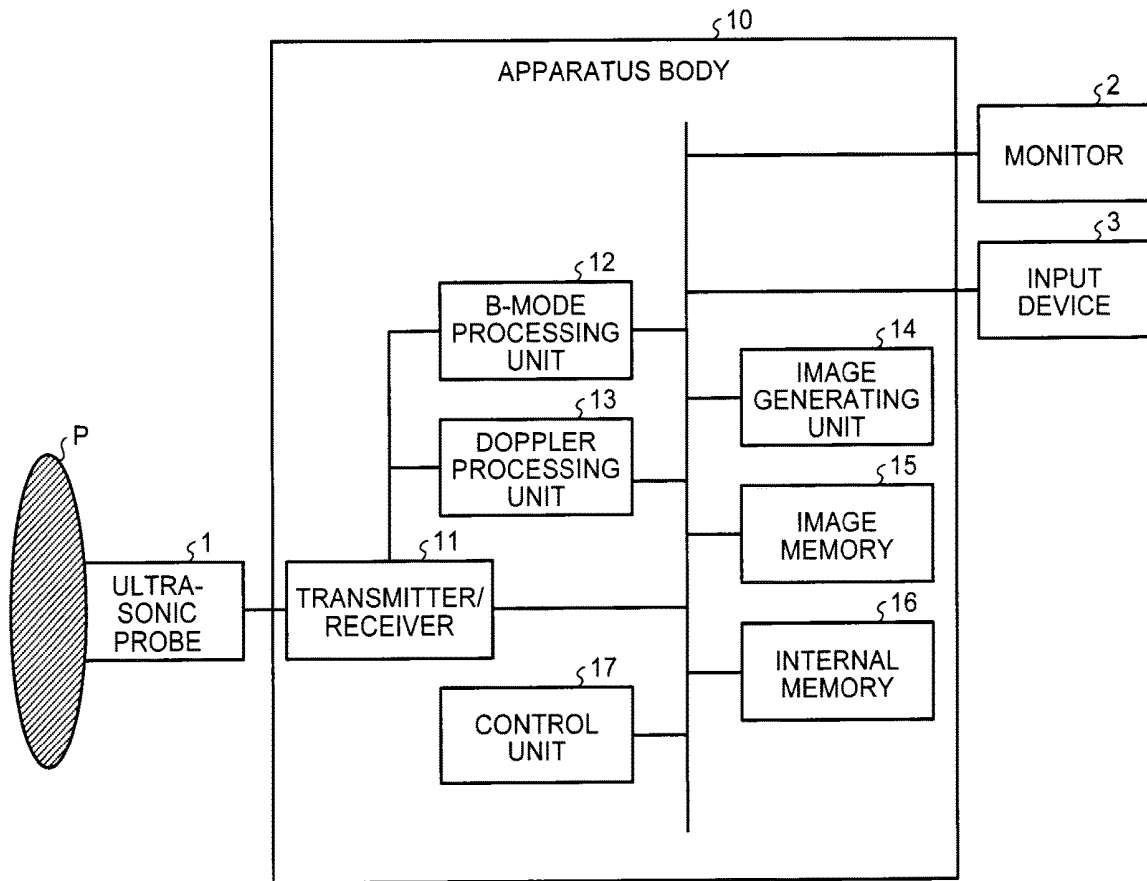 10
APPARATUS BODY
2
MONITOR
3
INPUT
DEVICE
12
B-MODE
PROCESSING
UNIT
14
IMAGE
GENERATING
UNIT
13
DOPPLER
PROCESSING
UNIT
P
15
IMAGE
MEMORY
1
ULTRA-
SONIC
PROBE
11
TRANSMITTER/
RECEIVER
16
INTERNAL
MEMORY
17
CONTROL
UNIT